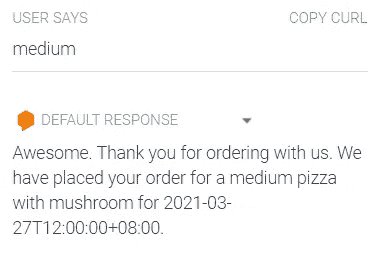 USER SAYS COPY CURL
medium
DEFAULT RESPONSE
Awesome. Thank you for ordering with us. We
have placed your order for a medium pizza
with mushroom for 2021-03-
27T12:00:00+08:00.